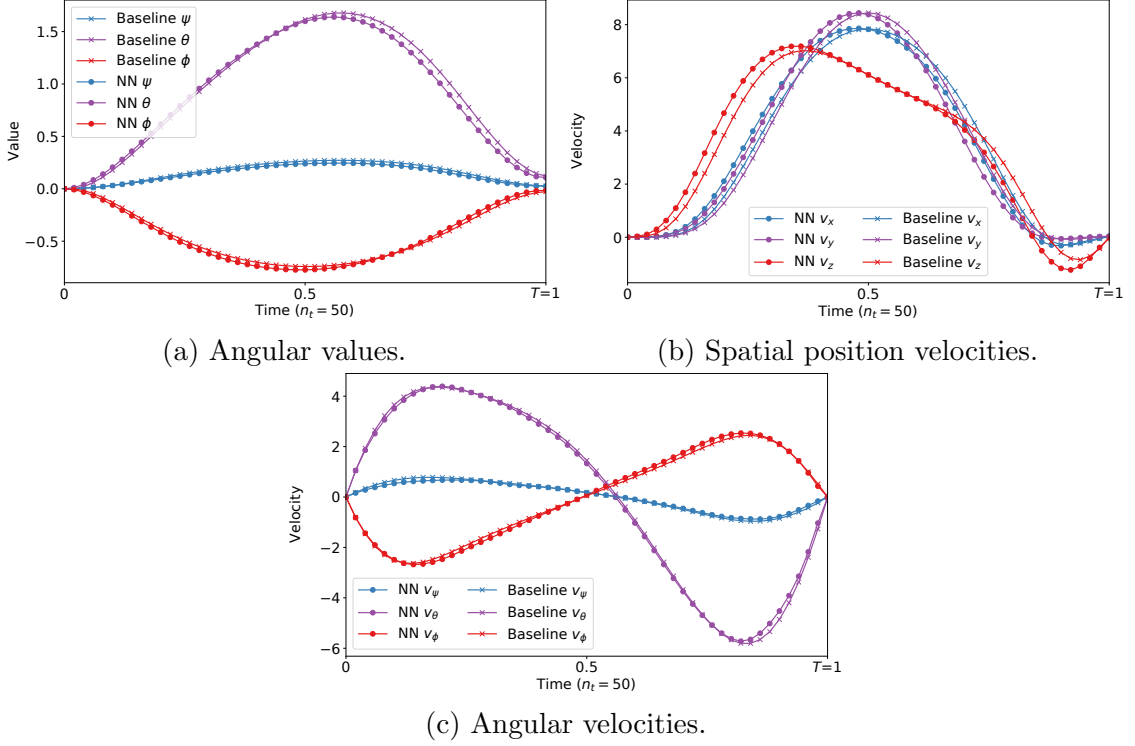 Baseline ψ
Baseline θ
Baseline ϕ
NN ψ
NN θ
NN ϕ
1.5
1.0
0.5
0.0
−0.5
Value
0
0.5
T=1
Time (n_t = 50)
(a) Angular values.
8
6
4
2
0
Velocity
NN v_x
NN v_y
NN v_z
Baseline v_x
Baseline v_y
Baseline v_z
0
0.5
T=1
Time (n_t = 50)
(b) Spatial position velocities.
4
2
0
−2
−4
−6
Velocity
NN v_ψ
NN v_θ
NN v_ϕ
Baseline v_ψ
Baseline v_θ
Baseline v_ϕ
0
0.5
T=1
Time (n_t = 50)
(c) Angular velocities.